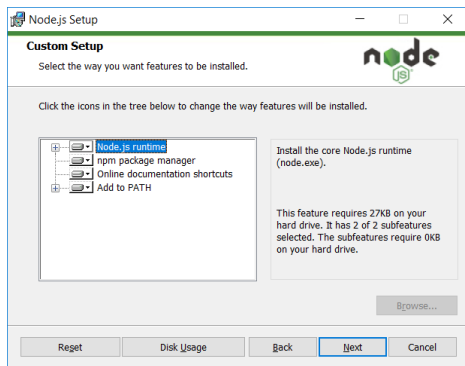 Node.js Setup
Custom Setup
Select the way you want features to be installed.
node
JS
Click the icons in the tree below to change the way features will be installed.
Node.js runtime
npm package manager
Online documentation shortcuts
Add to PATH
Install the core Node.js runtime
(node.exe).
This feature requires 27KB on your
hard drive. It has 2 of 2 subfeatures
selected. The subfeatures require 0KB
on your hard drive.
Browse...
Reset
Disk Usage
Back
Next
Cancel